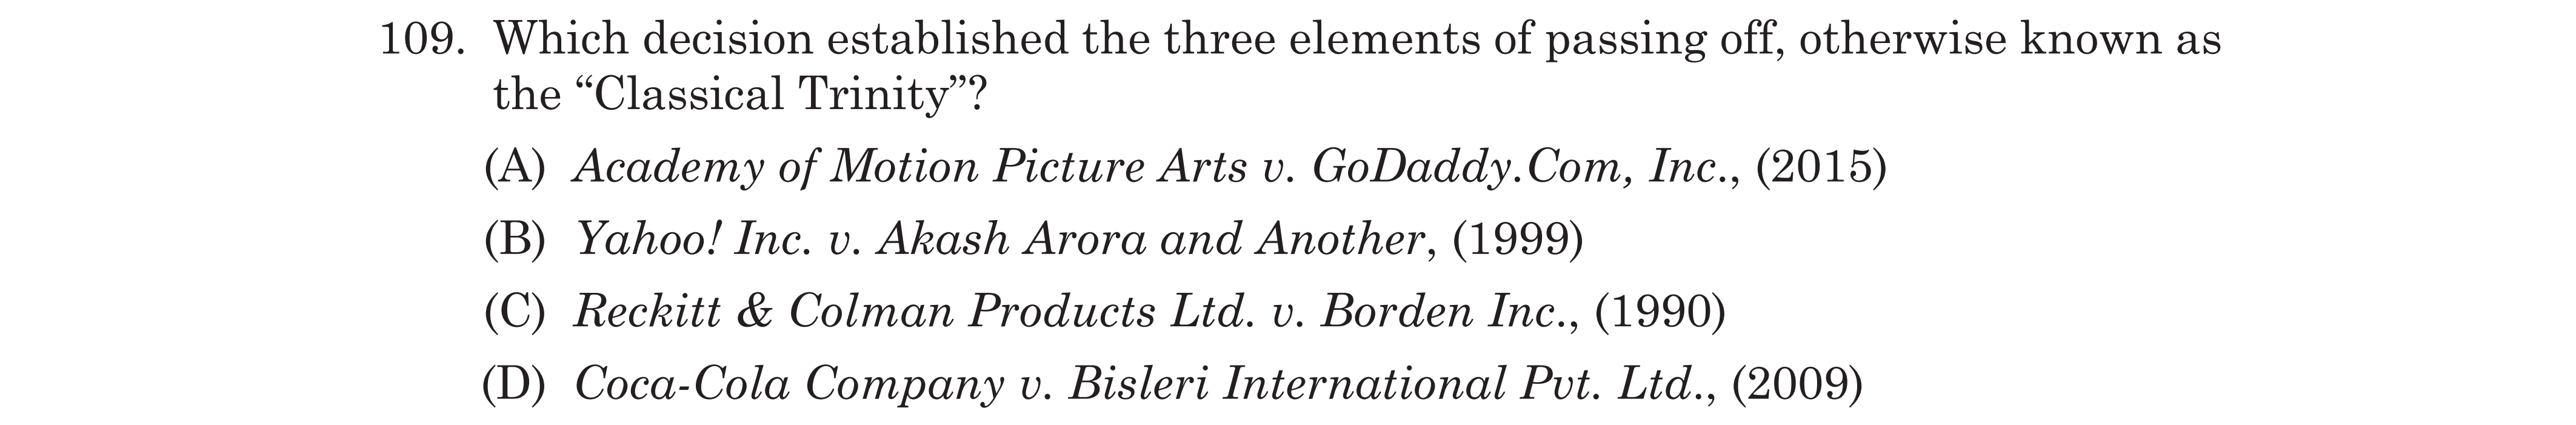 109. Which decision established the three elements of passing off, otherwise known as
the “Classical Trinity”?
(A) Academy of Motion Picture Arts v. GoDaddy.Com, Inc., (2015)
(B) Yahoo! Inc. v. Akash Arora and Another, (1999)
(C) Reckitt & Colman Products Ltd. v. Borden Inc., (1990)
(D) Coca-Cola Company v. Bisleri International Pvt. Ltd., (2009)